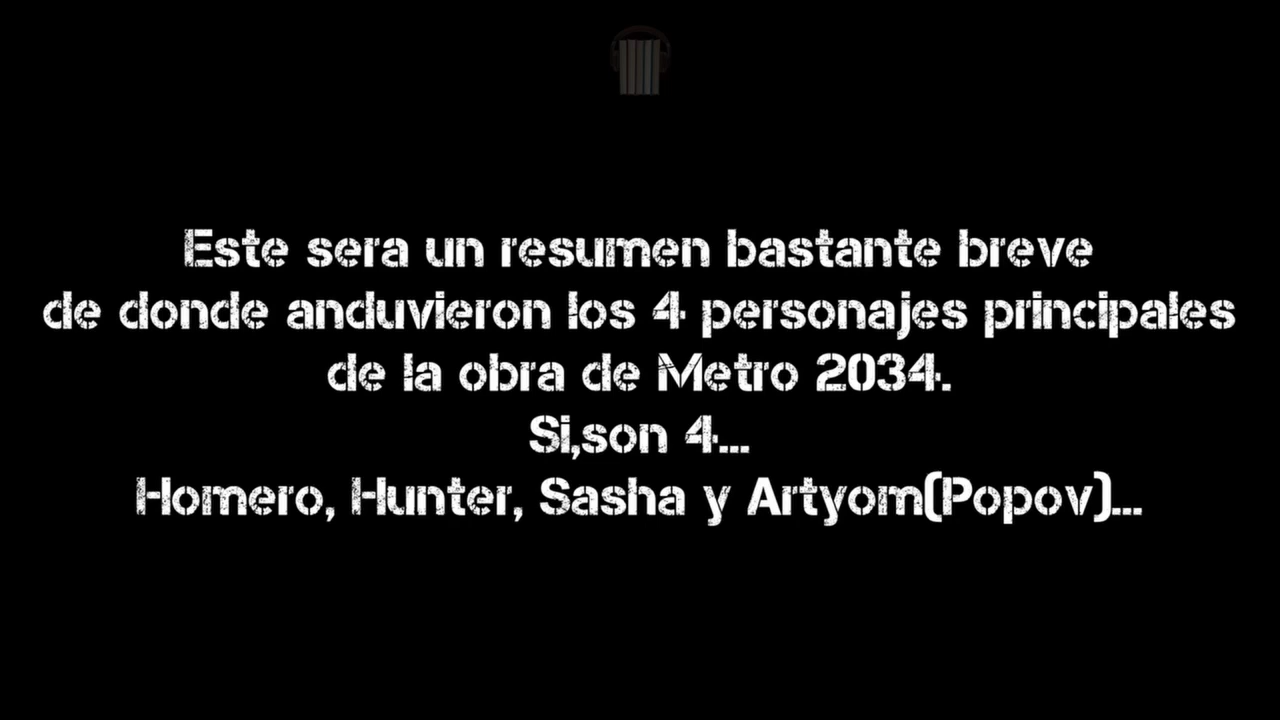 Este sera un resumen bastante breve
de donde anduvieron los 4 personajes principales
de la obra de Metro 2034.
Si,son 4...
Homero, Hunter, Sasha y Artyom(Popov)...